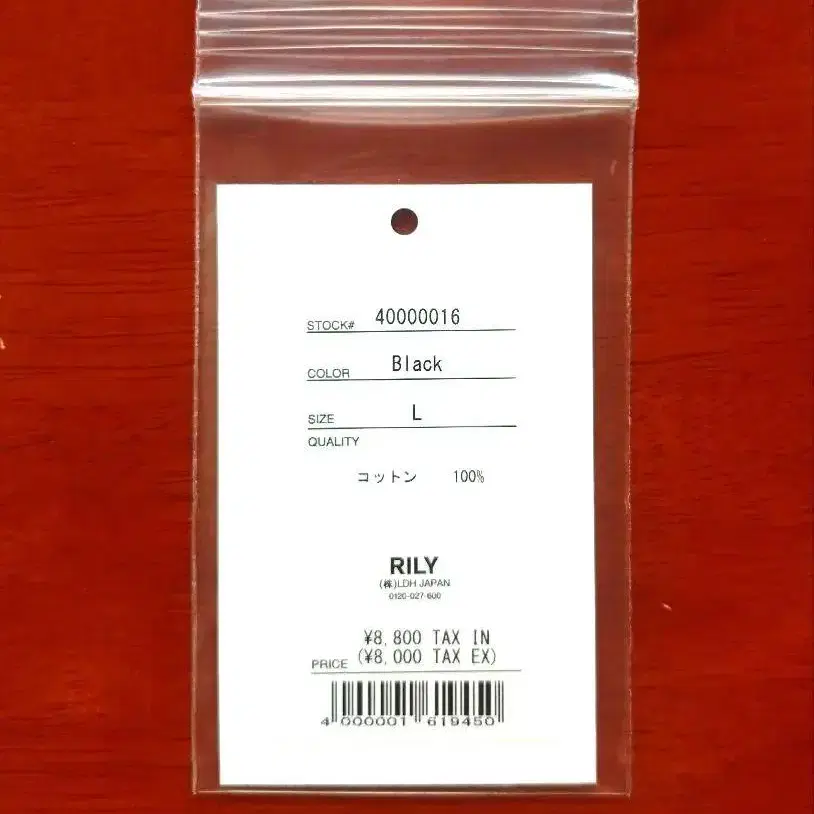 STOCK# 40000016
COLOR Black
SIZE L
QUALITY
コットン 100%
RILY
(株)LDH JAPAN
0120-027-600
¥8,800 TAX IN
PRICE (¥8,000 TAX EX)
4 000001 619450